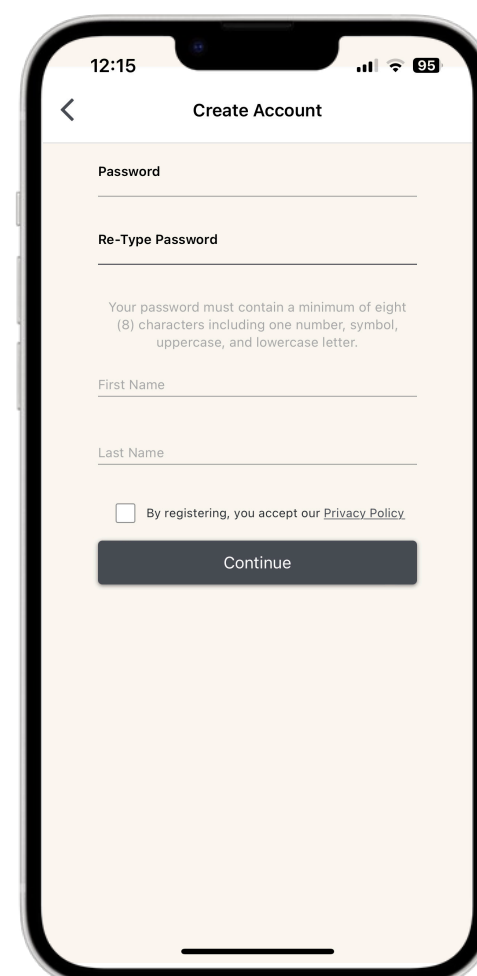 12:15
95
Create Account
Password
Re-Type Password
Your password must contain a minimum of eight
(8) characters including one number, symbol,
uppercase, and lowercase letter.
First Name
Last Name
By registering, you accept our Privacy Policy
Continue